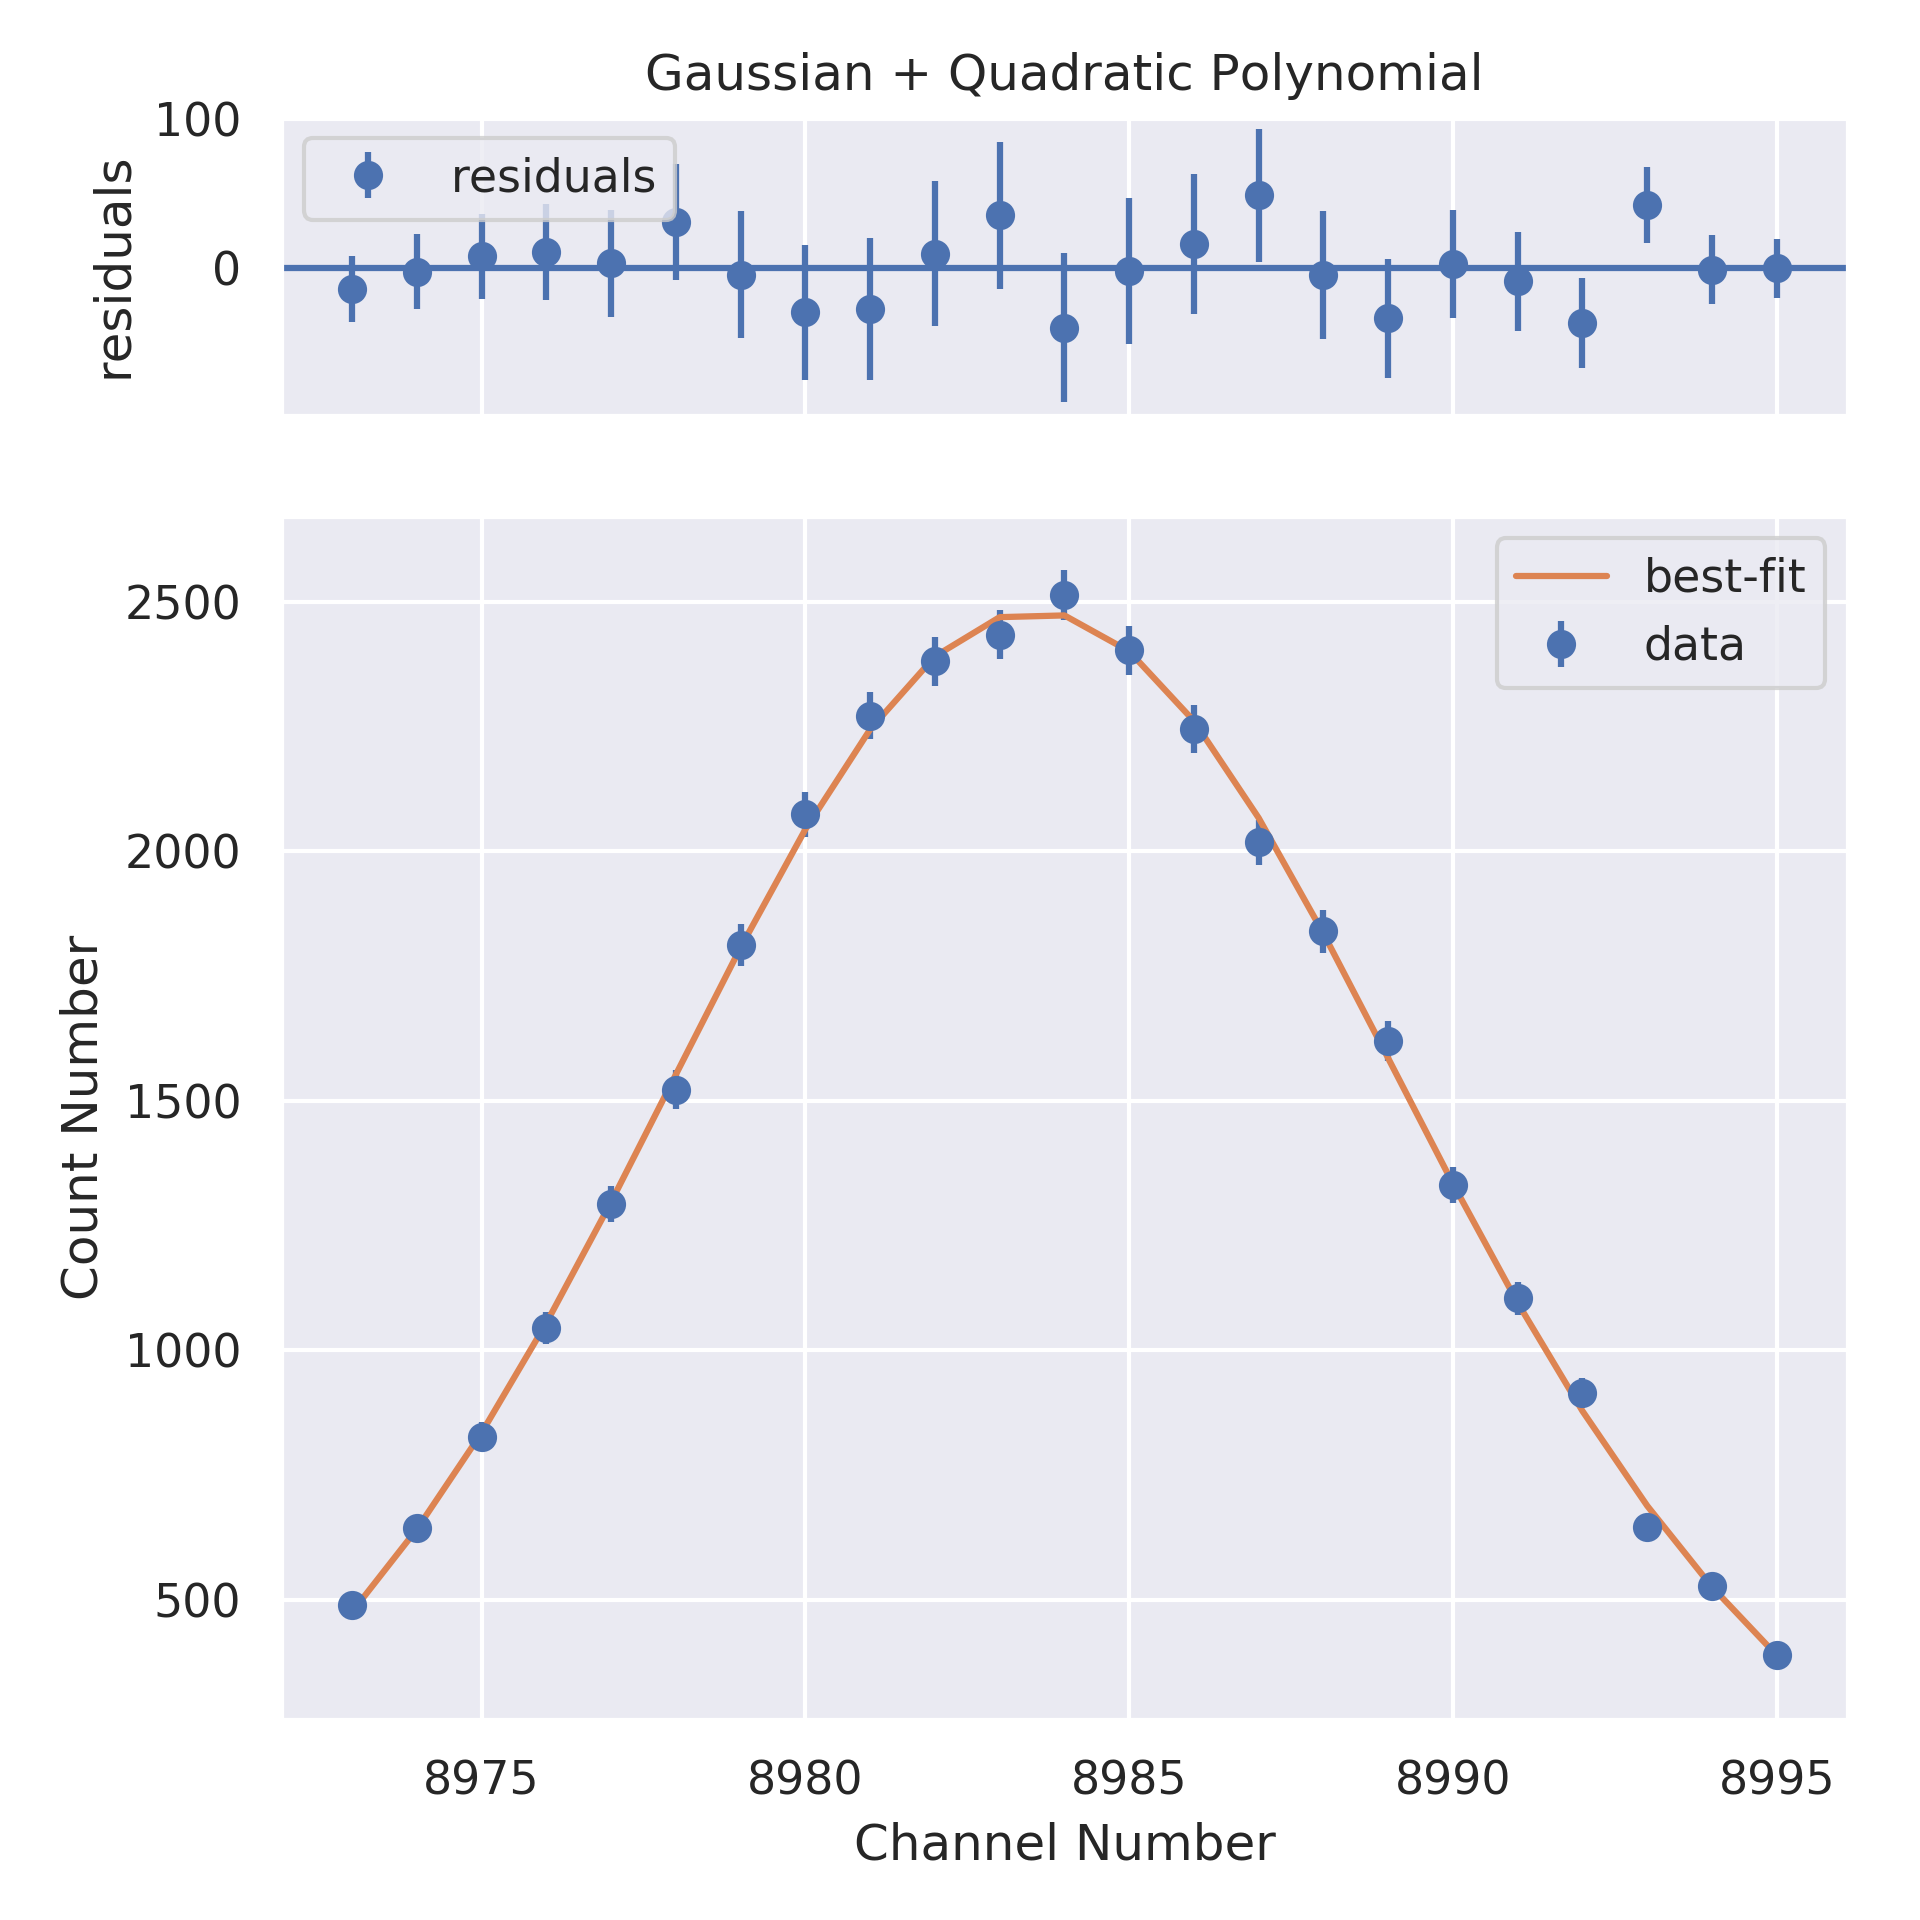 Gaussian + Quadratic Polynomial
100
0
residuals
residuals
2500
2000
1500
1000
500
Count Number
best-fit
data
8975 8980 8985 8990 8995
Channel Number